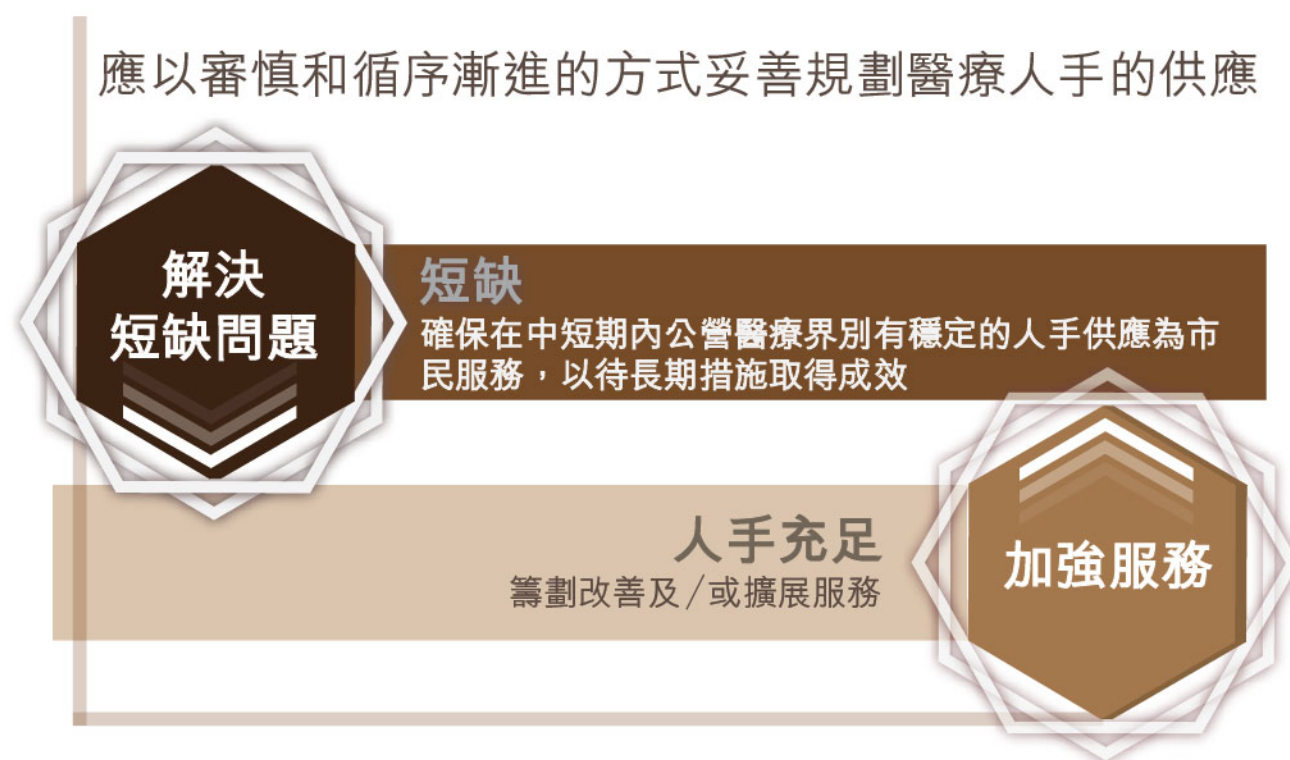 應以審慎和循序漸進的方式妥善規劃醫療人手的供應
解決
短缺問題
短缺
確保在中短期內公營醫療界別有穩定的人手供應為市
民服務，以待長期措施取得成效
人手充足
籌劃改善及/或擴展服務
加強服務